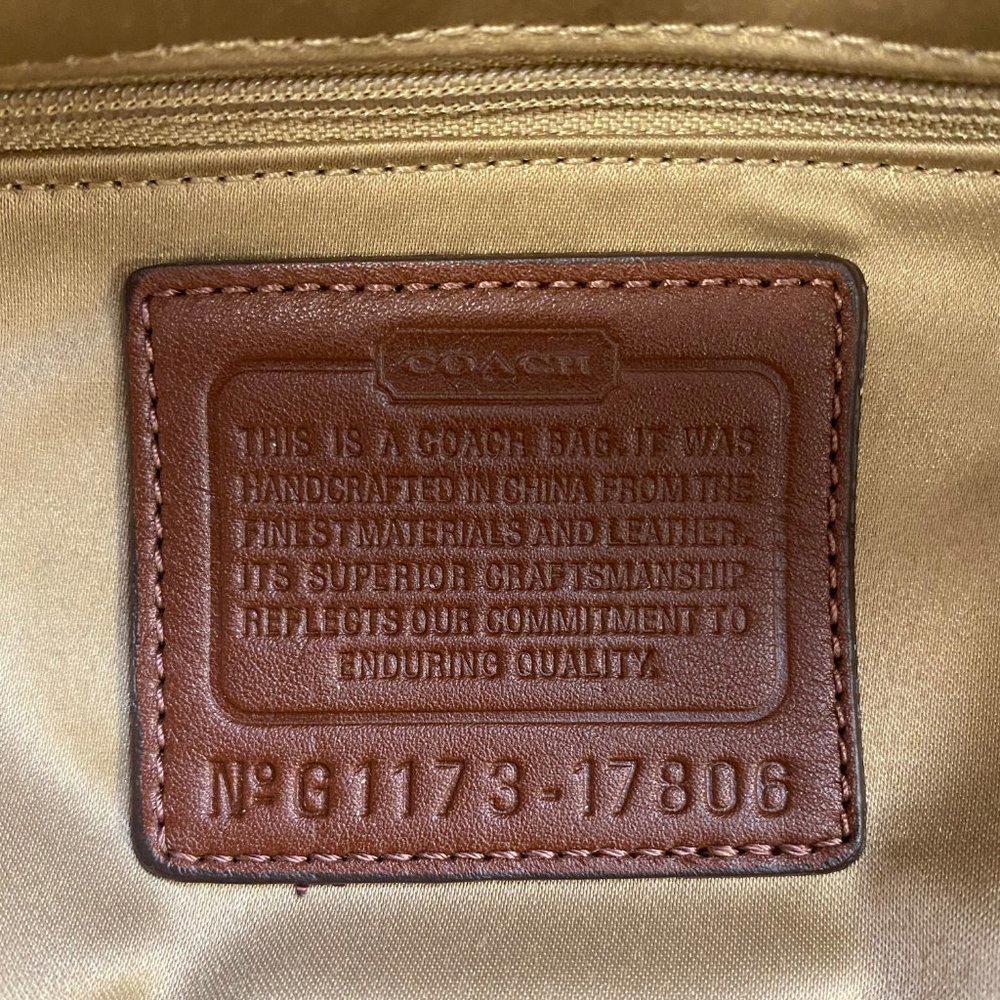 COACH
THIS IS A COACH BAG. IT WAS
HANDCRAFTED IN CHINA FROM THE
FINEST MATERIALS AND LEATHER.
ITS SUPERIOR CRAFTSMANSHIP
REFLECTS OUR COMMITMENT TO
ENDURING QUALITY.
Nº G1173-17806